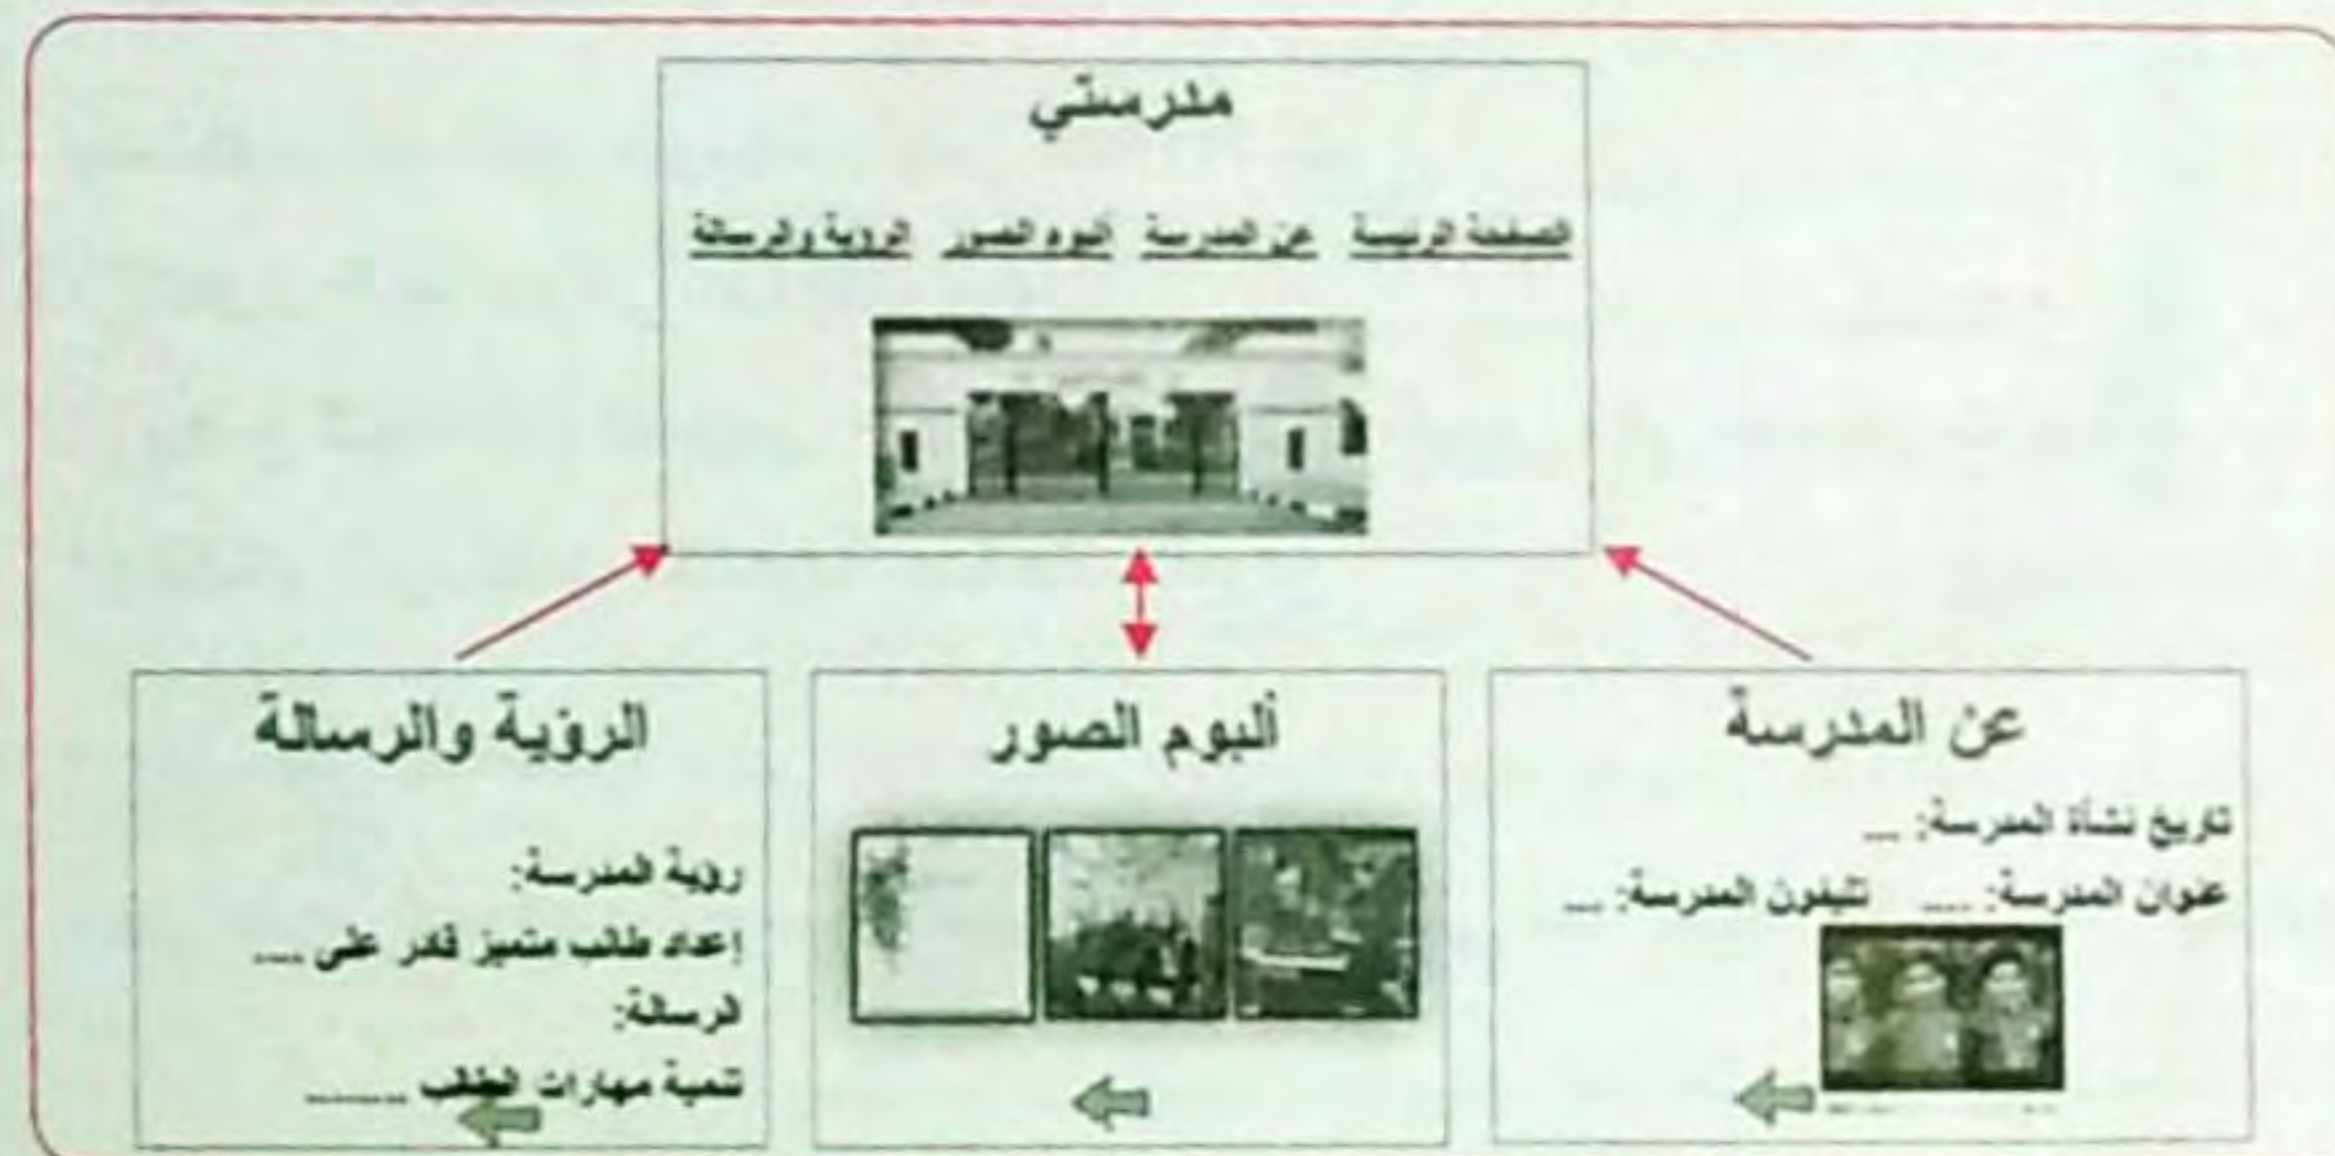 مدرستي
الصفحة الرئيسية عن المدرسة ألبوم الصور الرؤية والرسالة
عن المدرسة
تاريخ نشأة المدرسة: ...
عنوان المدرسة: .... تليفون المدرسة: ...
ألبوم الصور
الرؤية والرسالة
رؤية المدرسة:
إعداد طالب متميز قادر على ....
الرسالة:
تنمية مهارات الطالب ........